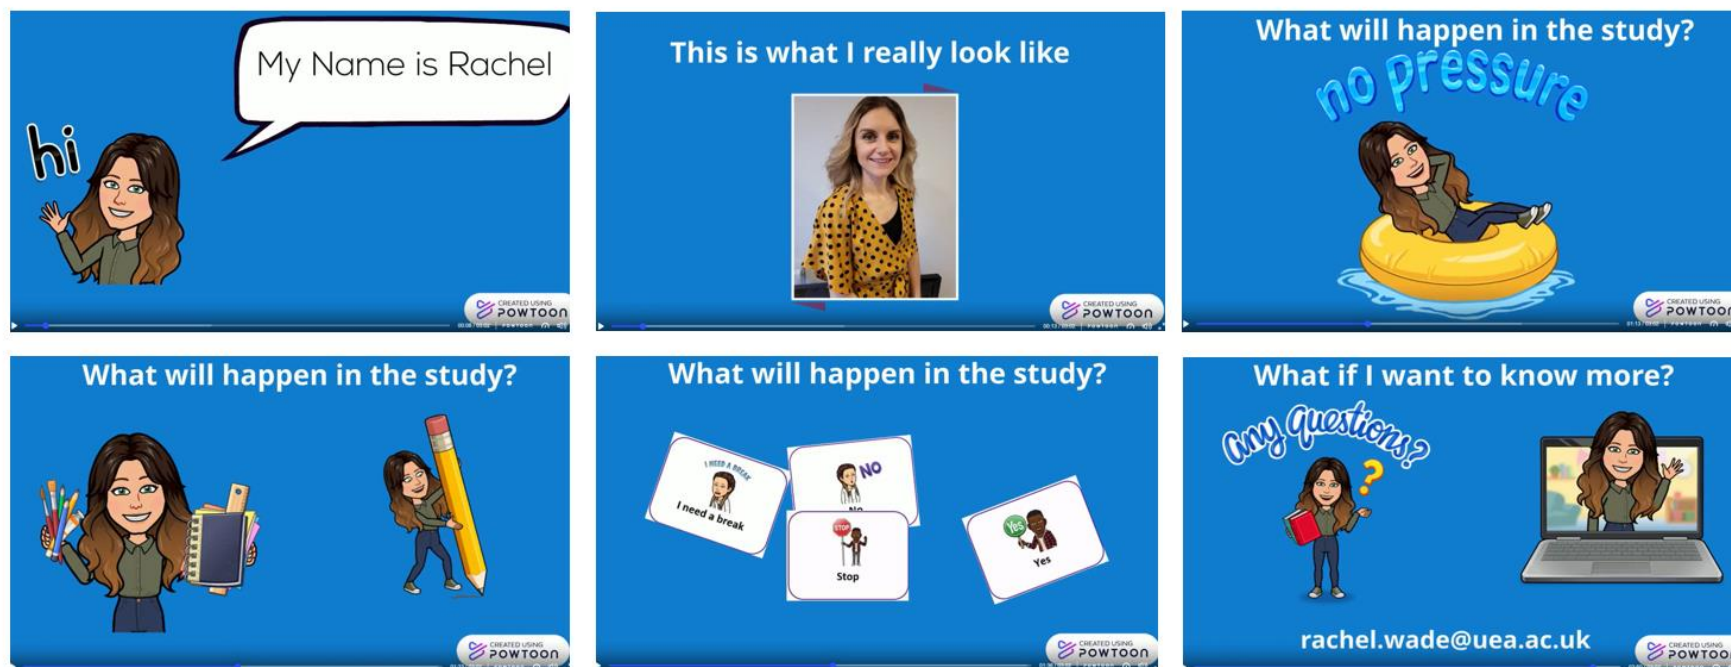 hi
My Name is Rachel
CREATED USING
POWTOON
This is what I really look like
CREATED USING
POWTOON
What will happen in the study?
no pressure
CREATED USING
POWTOON
What will happen in the study?
CREATED USING
POWTOON
What will happen in the study?
I NEED A BREAK
I need a break
NO
No
STOP
Stop
Yes
Yes
CREATED USING
POWTOON
What if I want to know more?
any questions?
?
rachel.wade@uea.ac.uk
CREATED USING
POWTOON